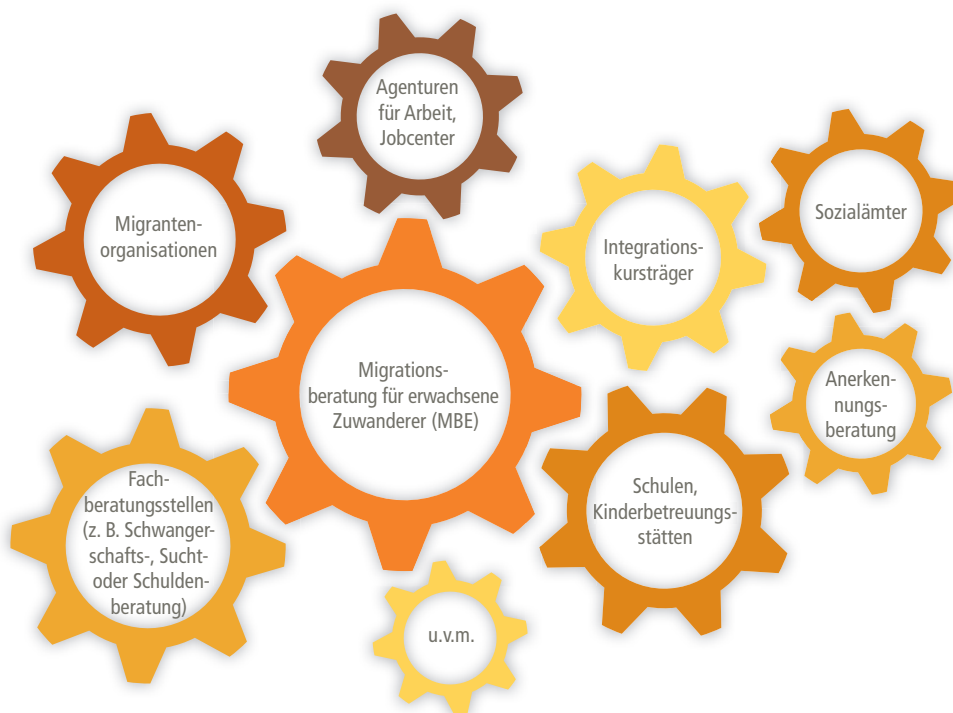 Agenturen
für Arbeit,
Jobcenter
Migranten-
organisationen
Integrations-
kursträger
Sozialämter
Migrations-
beratung für erwachsene
Zuwanderer (MBE)
Anerken-
nungs-
beratung
Fach-
beratungsstellen
(z. B. Schwanger-
schafts-, Sucht-
oder Schulden-
beratung)
Schulen,
Kinderbetreuungs-
stätten
u.v.m.